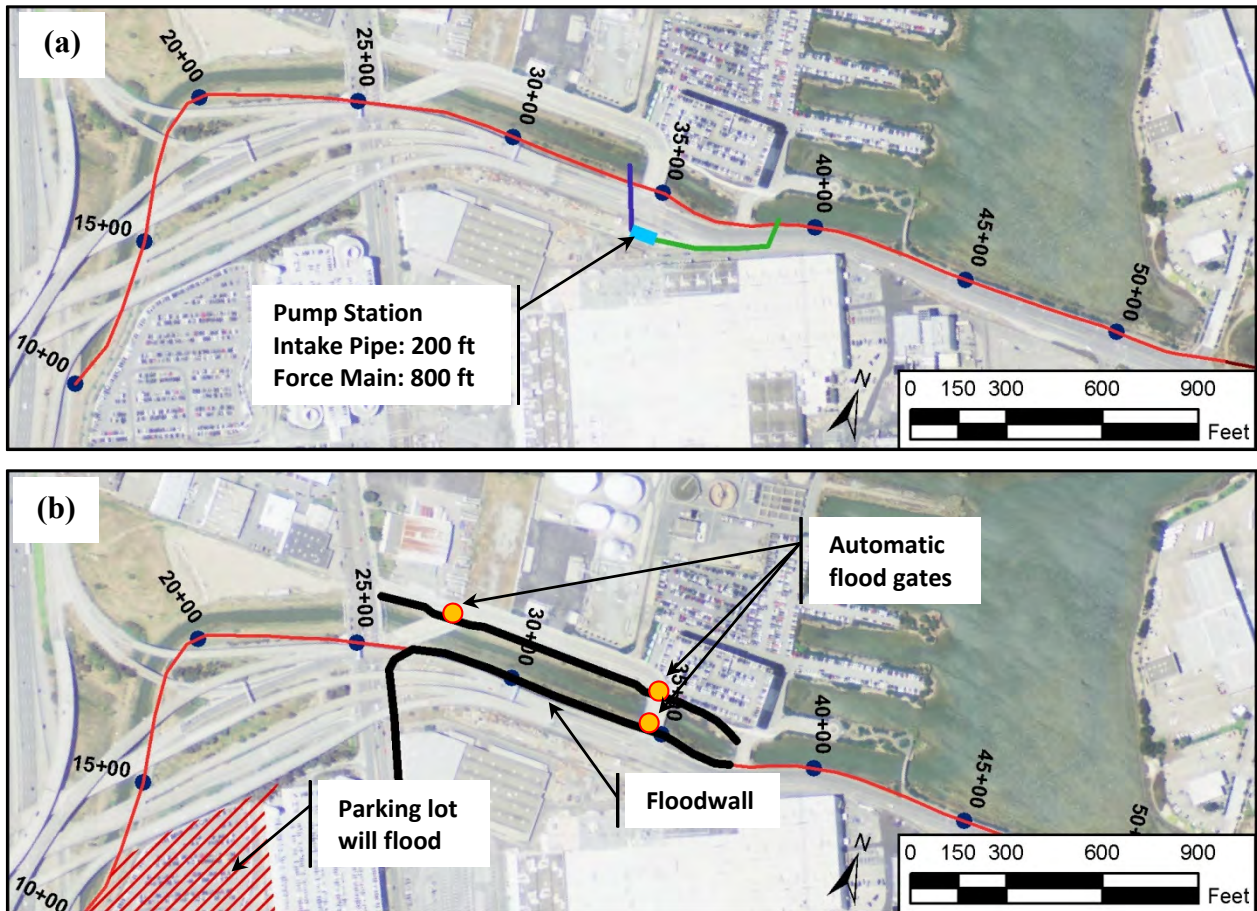 (a)
20+00
25+00
30+00
35+00
40+00
15+00
45+00
50+00
10+00
Pump Station
Intake Pipe: 200 ft
Force Main: 800 ft
N
0 150 300 600 900
Feet
(b)
Automatic
flood gates
20+00
25+00
30+00
40+00
15+00
45+00
Parking lot
will flood
Floodwall
10+00
N
0 150 300 600 900
Feet